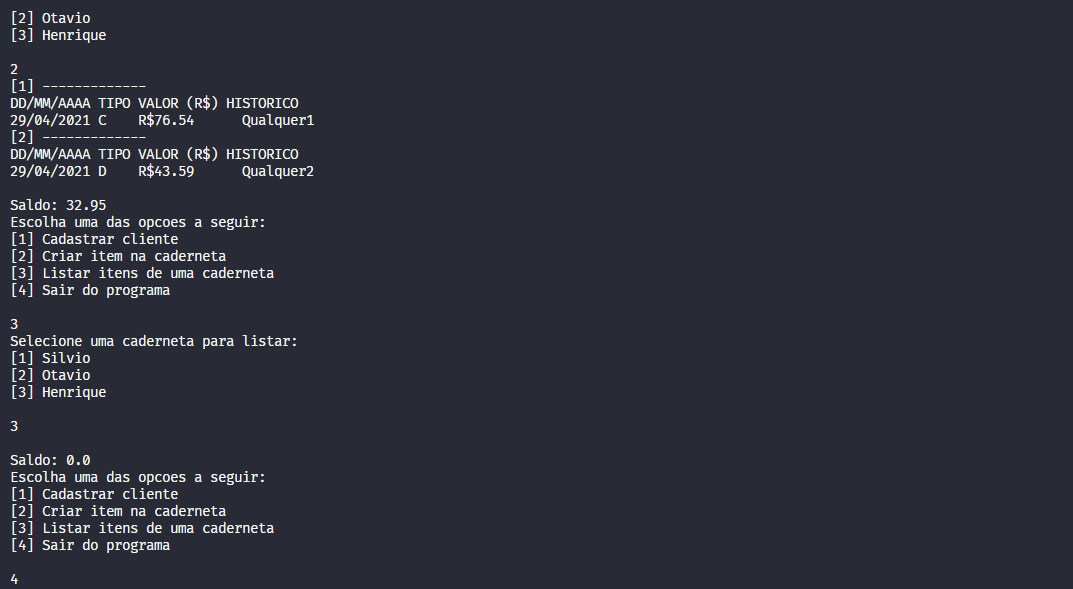 [2] Otavio
[3] Henrique
2
[1] -------------
DD/MM/AAAA TIPO VALOR (R$) HISTORICO
29/04/2021 C    R$76.54      Qualquer1
[2] -------------
DD/MM/AAAA TIPO VALOR (R$) HISTORICO
29/04/2021 D    R$43.59      Qualquer2
Saldo: 32.95
Escolha uma das opcoes a seguir:
[1] Cadastrar cliente
[2] Criar item na caderneta
[3] Listar itens de uma caderneta
[4] Sair do programa
3
Selecione uma caderneta para listar:
[1] Silvio
[2] Otavio
[3] Henrique
3
Saldo: 0.0
Escolha uma das opcoes a seguir:
[1] Cadastrar cliente
[2] Criar item na caderneta
[3] Listar itens de uma caderneta
[4] Sair do programa
4